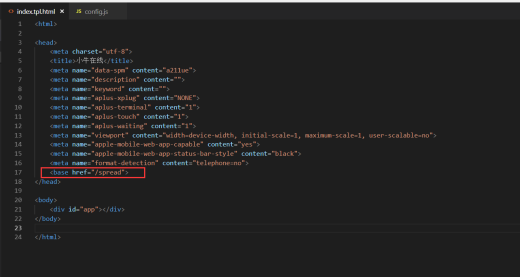 index.tpl.html × JS config.js
1 <html>
2
3 <head>
4 <meta charset="utf-8">
5 <title>小牛在线</title>
6 <meta name="data-spm" content="a211ue">
7 <meta name="description" content="">
8 <meta name="keyword" content="">
9 <meta name="aplus-xplug" content="NONE">
10 <meta name="aplus-terminal" content="1">
11 <meta name="aplus-touch" content="1">
12 <meta name="aplus-waiting" content="1">
13 <meta name="viewport" content="width=device-width, initial-scale=1, maximum-scale=1, user-scalable=no">
14 <meta name="apple-mobile-web-app-capable" content="yes">
15 <meta name="apple-mobile-web-app-status-bar-style" content="black">
16 <meta name="format-detection" content="telephone=no">
17 <base href="/spread">
18 </head>
19
20 <body>
21 <div id="app"></div>
22 </body>
23
24 </html>